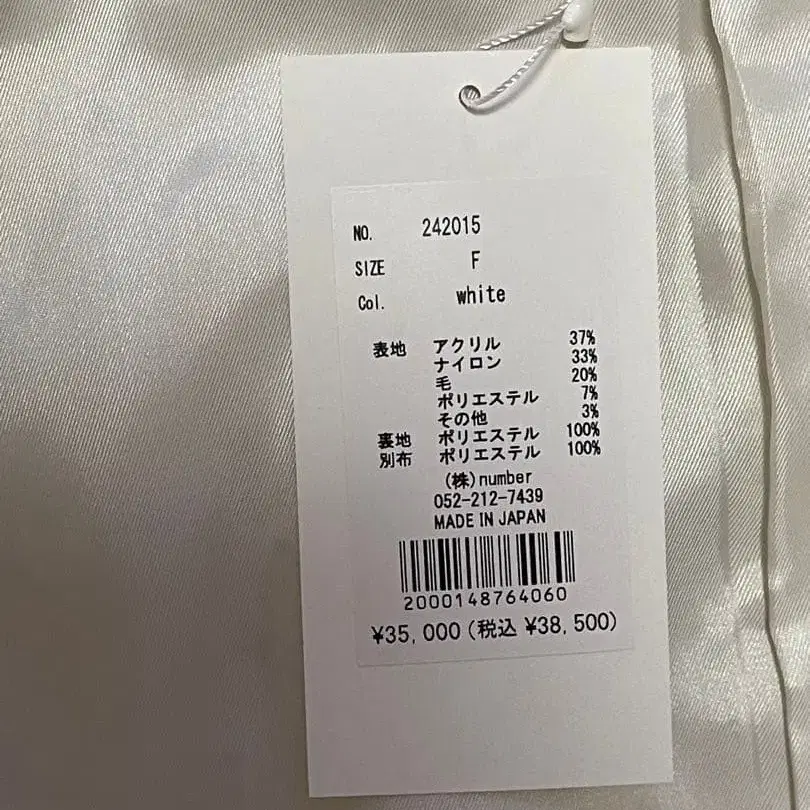 NO. 242015
SIZE F
Col. white
表地 アクリル 37%
ナイロン 33%
毛 20%
ポリエステル 7%
その他 3%
裏地 ポリエステル 100%
別布 ポリエステル 100%
(株)number
052-212-7439
MADE IN JAPAN
2000148764060
¥35,000(税込 ¥38,500)